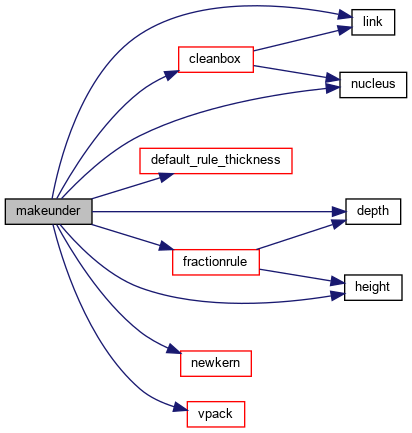 link
cleanbox
nucleus
default_rule_thickness
makeunder
depth
fractionrule
height
newkern
vpack